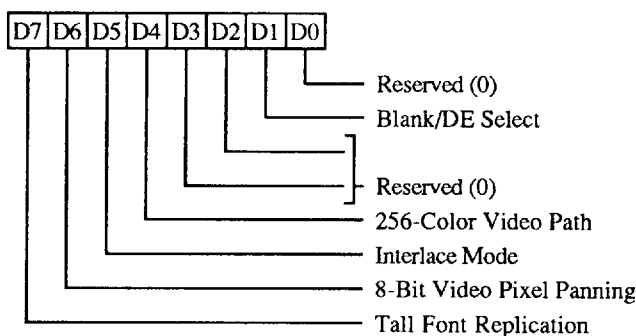 D7 D6 D5 D4 D3 D2 D1 D0
Reserved (0)
Blank/DE Select
Reserved (0)
256-Color Video Path
Interlace Mode
8-Bit Video Pixel Panning
Tall Font Replication